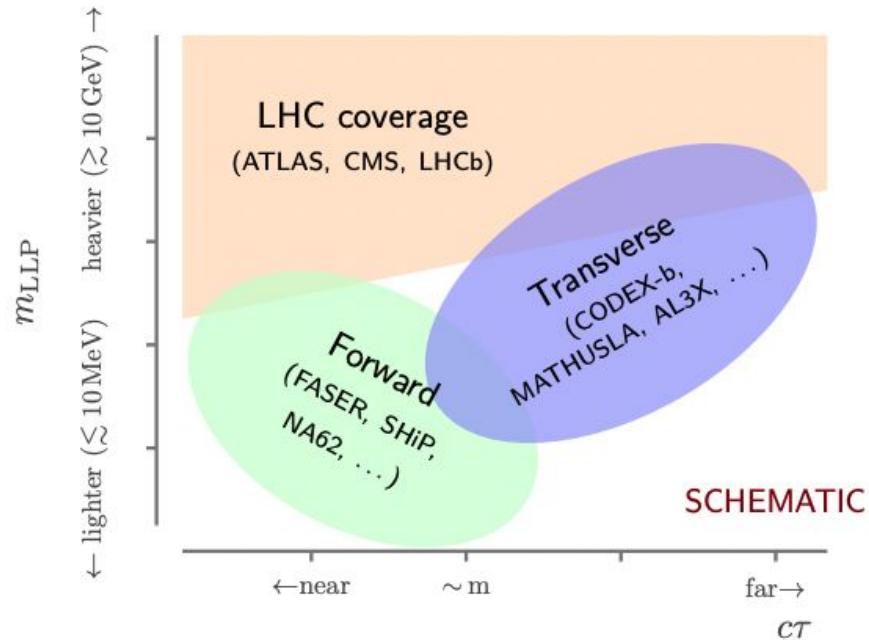 heavier (≳ 10 GeV) →
← lighter (≲ 10 MeV)
m_LLP
LHC coverage
(ATLAS, CMS, LHCb)
Transverse
(CODEX-b,
MATHUSLA, AL3X, …)
Forward
(FASER, SHiP,
NA62, …)
SCHEMATIC
←near
∼m
far→
cτ